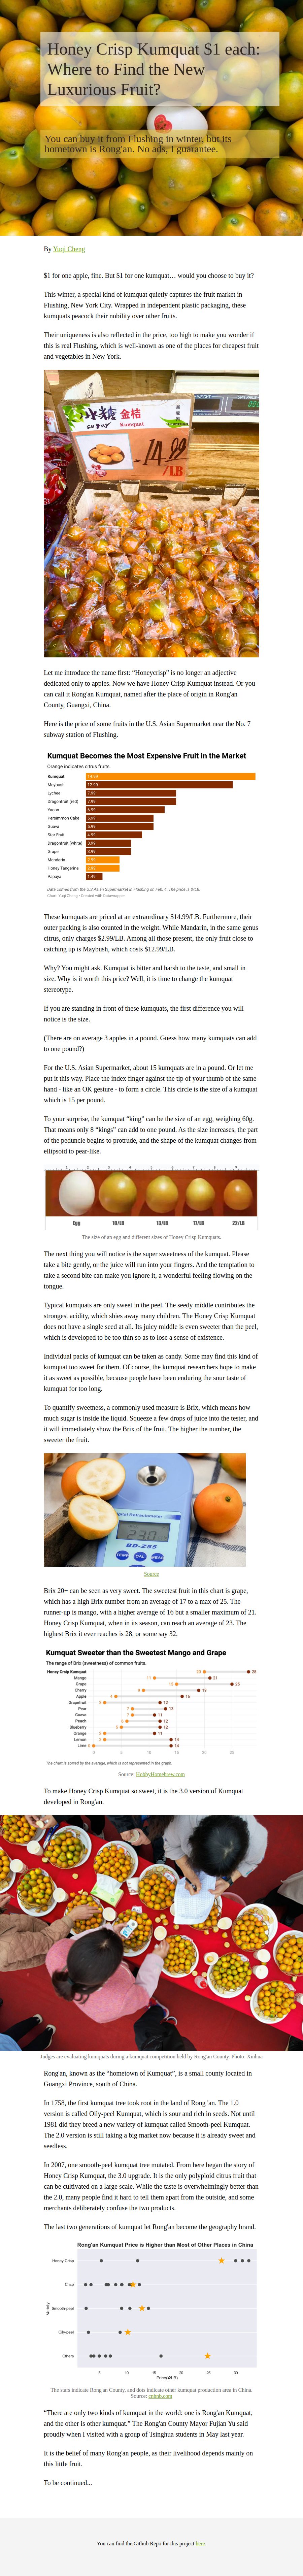 Honey Crisp Kumquat $1 each:
Where to Find the New
Luxurious Fruit?
You can buy it from Flushing in winter, but its
hometown is Rong'an. No ads, I guarantee.
By Yuqi Cheng
$1 for one apple, fine. But $1 for one kumquat… would you choose to buy it?
This winter, a special kind of kumquat quietly captures the fruit market in
Flushing, New York City. Wrapped in independent plastic packaging, these
kumquats peacock their nobility over other fruits.
Their uniqueness is also reflected in the price, too high to make you wonder if
this is real Flushing, which is well-known as one of the places for cheapest fruit
and vegetables in New York.
冰糖 金桔
sugar Kumquat
14.99
/LB
Let me introduce the name first: “Honeycrisp” is no longer an adjective
dedicated only to apples. Now we have Honey Crisp Kumquat instead. Or you
can call it Rong'an Kumquat, named after the place of origin in Rong'an
County, Guangxi, China.
Here is the price of some fruits in the U.S. Asian Supermarket near the No. 7
subway station of Flushing.
Kumquat Becomes the Most Expensive Fruit in the Market
Orange indicates citrus fruits.
Kumquat 14.99
Maybush 12.99
Lychee 7.99
Dragonfruit (red) 7.99
Yacon 6.99
Persimmon Cake 5.99
Guava 5.99
Star Fruit 4.99
Dragonfruit (white) 3.99
Grape 3.99
Mandarin 2.99
Honey Tangerine 2.99
Papaya 1.49
Data comes from the U.S Asian Supermarket in Flushing on Feb. 4. The price is $/LB
Chart: Yuqi Cheng • Created with Datawrapper
These kumquats are priced at an extraordinary $14.99/LB. Furthermore, their
outer packing is also counted in the weight. While Mandarin, in the same genus
citrus, only charges $2.99/LB. Among all those present, the only fruit close to
catching up is Maybush, which costs $12.99/LB.
Why? You might ask. Kumquat is bitter and harsh to the taste, and small in
size. Why is it worth this price? Well, it is time to change the kumquat
stereotype.
If you are standing in front of these kumquats, the first difference you will
notice is the size.
(There are on average 3 apples in a pound. Guess how many kumquats can add
to one pound?)
For the U.S. Asian Supermarket, about 15 kumquats are in a pound. Or let me
put it this way. Place the index finger against the tip of your thumb of the same
hand - like an OK gesture - to form a circle. This circle is the size of a kumquat
which is 15 per pound.
To your surprise, the kumquat “king” can be the size of an egg, weighing 60g.
That means only 8 “kings” can add to one pound. As the size increases, the part
of the peduncle begins to protrude, and the shape of the kumquat changes from
ellipsoid to pear-like.
Egg 10/LB 13/LB 17/LB 22/LB
The size of an egg and different sizes of Honey Crisp Kumquats.
The next thing you will notice is the super sweetness of the kumquat. Please
take a bite gently, or the juice will run into your fingers. And the temptation to
take a second bite can make you ignore it, a wonderful feeling flowing on the
tongue.
Typical kumquats are only sweet in the peel. The seedy middle contributes the
strongest acidity, which shies away many children. The Honey Crisp Kumquat
does not have a single seed at all. Its juicy middle is even sweeter than the peel,
which is developed to be too thin so as to lose a sense of existence.
Individual packs of kumquat can be taken as candy. Some may find this kind of
kumquat too sweet for them. Of course, the kumquat researchers hope to make
it as sweet as possible, because people have been enduring the sour taste of
kumquat for too long.
To quantify sweetness, a commonly used measure is Brix, which means how
much sugar is inside the liquid. Squeeze a few drops of juice into the tester, and
it will immediately show the Brix of the fruit. The higher the number, the
sweeter the fruit.
Digital Refractometer
BD-Z55
TEMP CAL MEAS
Source
Brix 20+ can be seen as very sweet. The sweetest fruit in this chart is grape,
which has a high Brix number from an average of 17 to a max of 25. The
runner-up is mango, with a higher average of 16 but a smaller maximum of 21.
Honey Crisp Kumquat, when in its season, can reach an average of 23. The
highest Brix it ever reaches is 28, or some say 32.
Kumquat Sweeter than the Sweetest Mango and Grape
The range of Brix (sweetness) of common fruits.
Honey Crisp Kumquat 20 28
Mango 11 21
Grape 15 25
Cherry 9 19
Apple 4 16
Grapefruit 2 12
Pear 7 13
Guava 7 11
Peach 6 12
Blueberry 5 12
Orange 4 11
Lemon 2 14
Lime 0 14
0 5 10 15 20 25
The chart is sorted by the average, which is not represented in the graph.
Source: HobbyHomebrew.com
To make Honey Crisp Kumquat so sweet, it is the 3.0 version of Kumquat
developed in Rong'an.
Judges are evaluating kumquats during a kumquat competition held by Rong'an County. Photo: Xinhua
Rong'an, known as the “hometown of Kumquat”, is a small county located in
Guangxi Province, south of China.
In 1758, the first kumquat tree took root in the land of Rong 'an. The 1.0
version is called Oily-peel Kumquat, which is sour and rich in seeds. Not until
1981 did they breed a new variety of kumquat called Smooth-peel Kumquat.
The 2.0 version is still taking a big market now because it is already sweet and
seedless.
In 2007, one smooth-peel kumquat tree mutated. From here began the story of
Honey Crisp Kumquat, the 3.0 upgrade. It is the only polyploid citrus fruit that
can be cultivated on a large scale. While the taste is overwhelmingly better than
the 2.0, many people find it hard to tell them apart from the outside, and some
merchants deliberately confuse the two products.
The last two generations of kumquat let Rong'an become the geography brand.
Rong'an Kumquat Price is Higher than Most of Other Places in China
Variety
Honey Crisp
Crisp
Smooth-peel
Oily-peel
Others
5 10 15 20 25 30
Price(¥/LB)
The stars indicate Rong'an County, and dots indicate other kumquat production area in China.
Source: cnhnb.com
“There are only two kinds of kumquat in the world: one is Rong'an Kumquat,
and the other is other kumquat.” The Rong'an County Mayor Fujian Yu said
proudly when I visited with a group of Tsinghua students in May last year.
It is the belief of many Rong'an people, as their livelihood depends mainly on
this little fruit.
To be continued...
You can find the Github Repo for this project here.